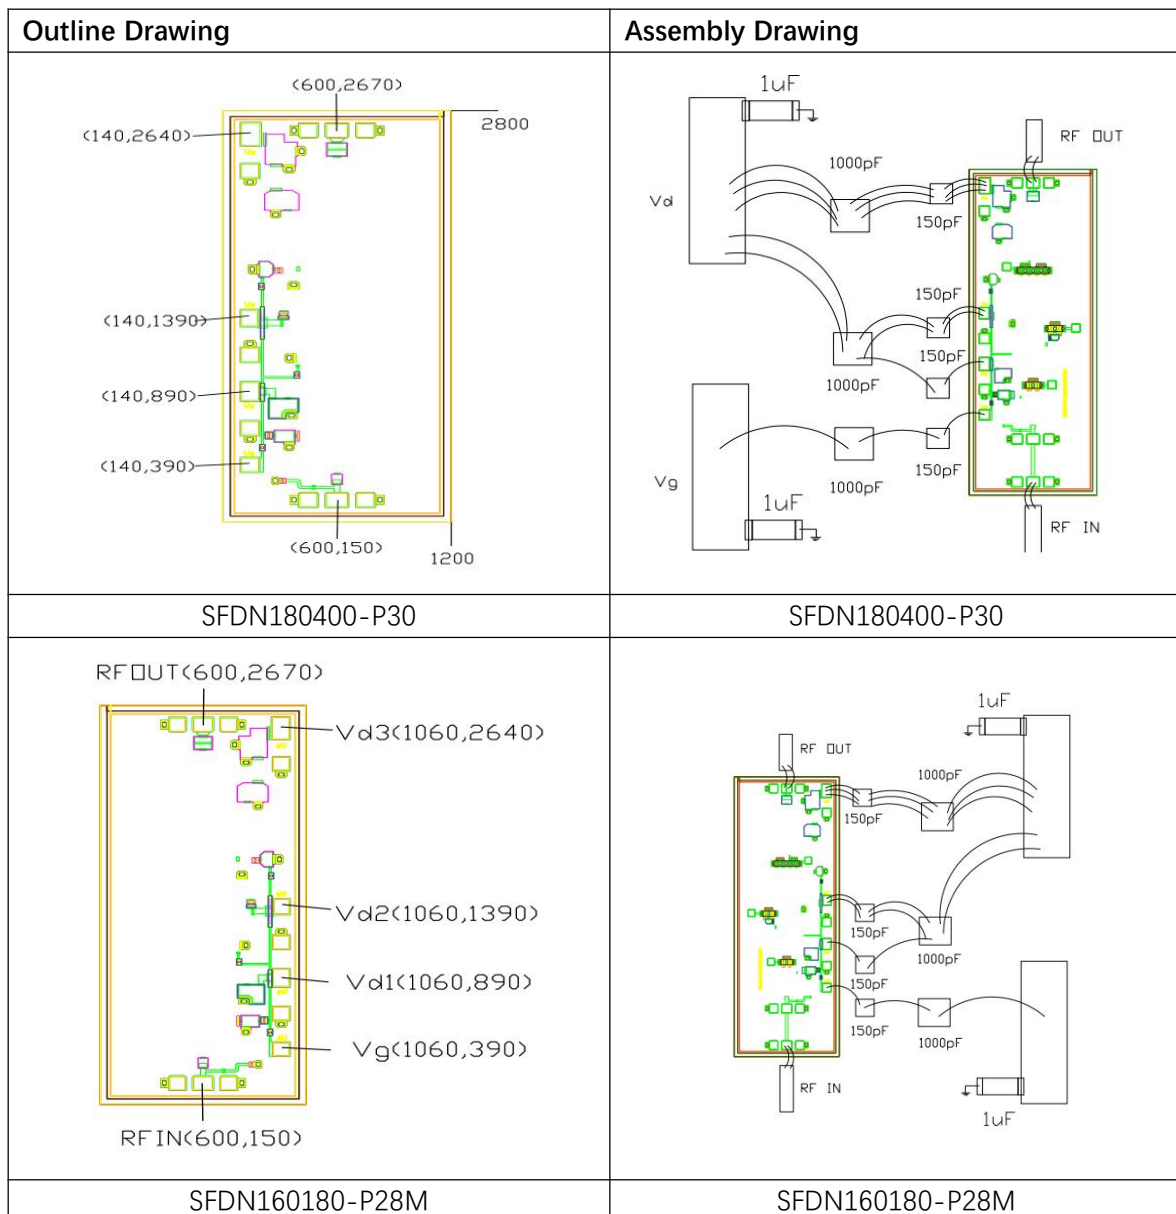 Outline Drawing
Assembly Drawing
(600,2670)
2800
(140,2640)
(140,1390)
(140,890)
(140,390)
(600,150)
1200
1uF
RF OUT
1000pF
Vd
150pF
150pF
150pF
1000pF
150pF
Vg
1000pF
1uF
RF IN
SFDN180400-P30
SFDN180400-P30
RFOUT(600,2670)
Vd3(1060,2640)
Vd2(1060,1390)
Vd1(1060,890)
Vg(1060,390)
RFIN(600,150)
1uF
RF OUT
1000pF
150pF
150pF
1000pF
150pF
150pF
1000pF
RF IN
1uF
SFDN160180-P28M
SFDN160180-P28M